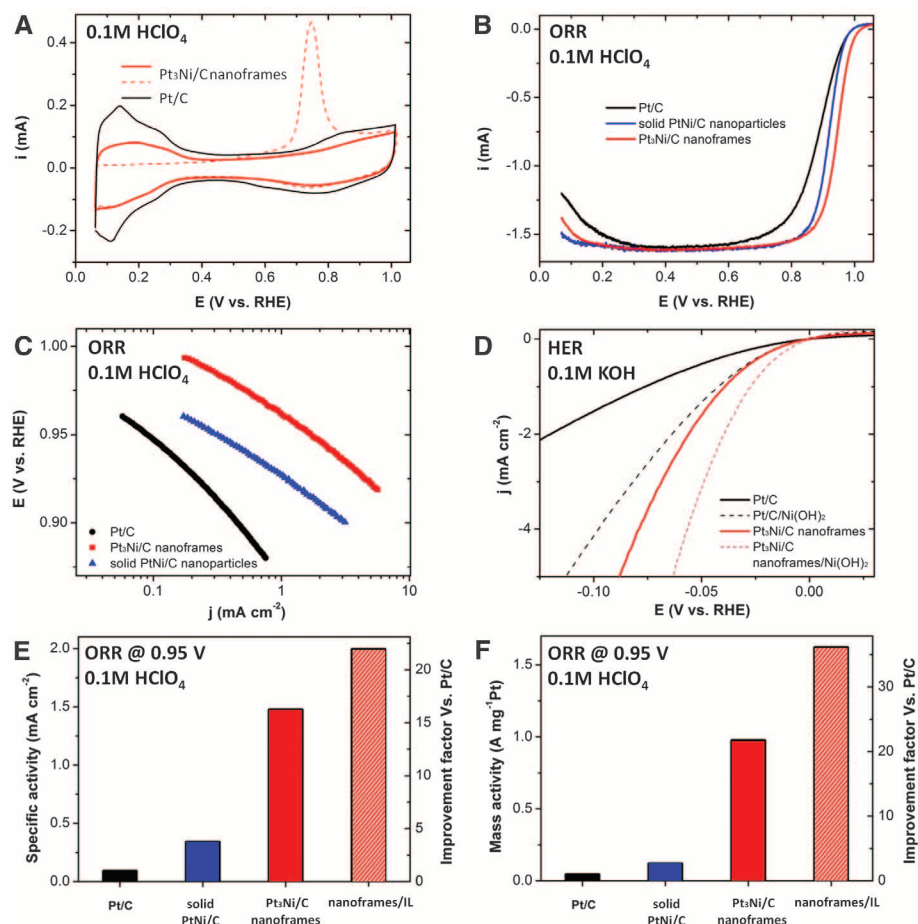 A
0.1M HClO₄
Pt₃Ni/C nanoframes
Pt/C
i (mA)
0.4
0.2
0.0
-0.2
0.0 0.2 0.4 0.6 0.8 1.0
E (V vs. RHE)
B
ORR
0.1M HClO₄
Pt/C
solid PtNi/C nanoparticles
Pt₃Ni/C nanoframes
i (mA)
0.0
-0.5
-1.0
-1.5
0.0 0.2 0.4 0.6 0.8 1.0
E (V vs. RHE)
C
ORR
0.1M HClO₄
E (V vs. RHE)
1.00
0.95
0.90
Pt/C
Pt₃Ni/C nanoframes
solid PtNi/C nanoparticles
0.1 1 10
j (mA cm⁻²)
D
HER
0.1M KOH
j (mA cm⁻²)
0
-2
-4
Pt/C
Pt/C/Ni(OH)₂
Pt₃Ni/C nanoframes
Pt₃Ni/C
nanoframes/Ni(OH)₂
-0.10 -0.05 0.00
E (V vs. RHE)
E
ORR @ 0.95 V
0.1M HClO₄
Specific activity (mA cm⁻²)
2.0
1.5
1.0
0.5
0.0
Improvement factor Vs. Pt/C
20
15
10
5
0
Pt/C
solid
PtNi/C
Pt₃Ni/C
nanoframes
nanoframes/IL
F
ORR @ 0.95 V
0.1M HClO₄
Mass activity (A mg⁻¹Pt)
1.5
1.0
0.5
0.0
Improvement factor Vs. Pt/C
30
20
10
0
Pt/C
solid
PtNi/C
Pt₃Ni/C
nanoframes
nanoframes/IL